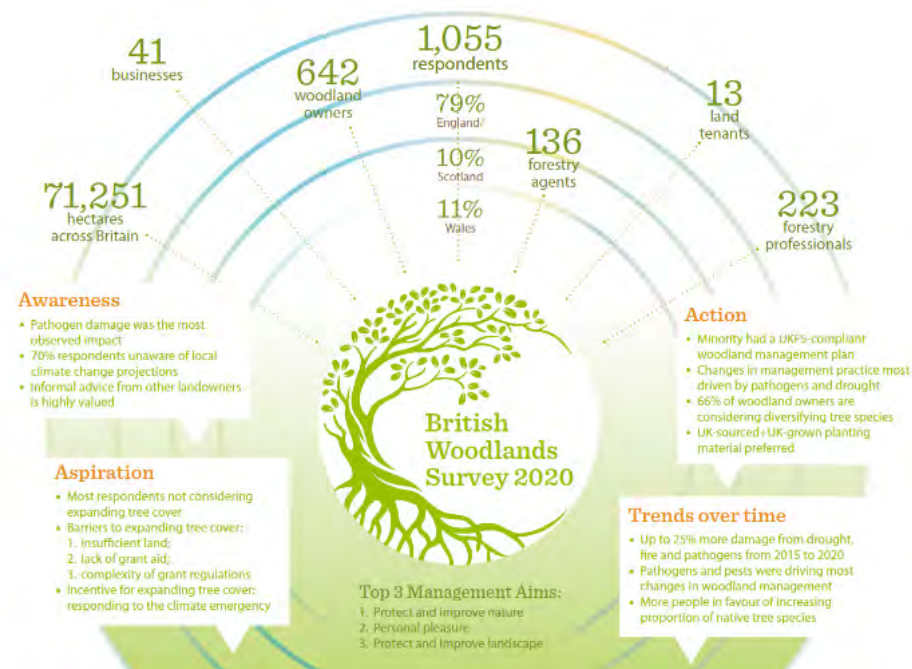 41
businesses
642
woodland
owners
1,055
respondents
79%
England/
10%
Scotland
11%
Wales
136
forestry
agents
13
land
tenants
71,251
hectares
across Britain
223
forestry
professionals
Awareness
• Pathogen damage was the most
observed impact
• 70% respondents unaware of local
climate change projections
• Informal advice from other landowners
is highly valued
Action
• Minority had a UKFS-compliant
woodland management plan
• Changes in management practice most
driven by pathogens and drought
• 66% of woodland owners are
considering diversifying tree species
• UK-sourced+UK-grown planting
material preferred
British
Woodlands
Survey 2020
Aspiration
• Most respondents not considering
expanding tree cover
• Barriers to expanding tree cover:
1. insufficient land;
2. lack of grant aid;
3. complexity of grant regulations
• Incentive for expanding tree cover:
responding to the climate emergency
Top 3 Management Aims:
1. Protect and improve nature
2. Personal pleasure
3. Protect and improve landscape
Trends over time
• Up to 25% more damage from drought,
fire and pathogens from 2015 to 2020
• Pathogens and pests were driving most
changes in woodland management
• More people in favour of increasing
proportion of native tree species